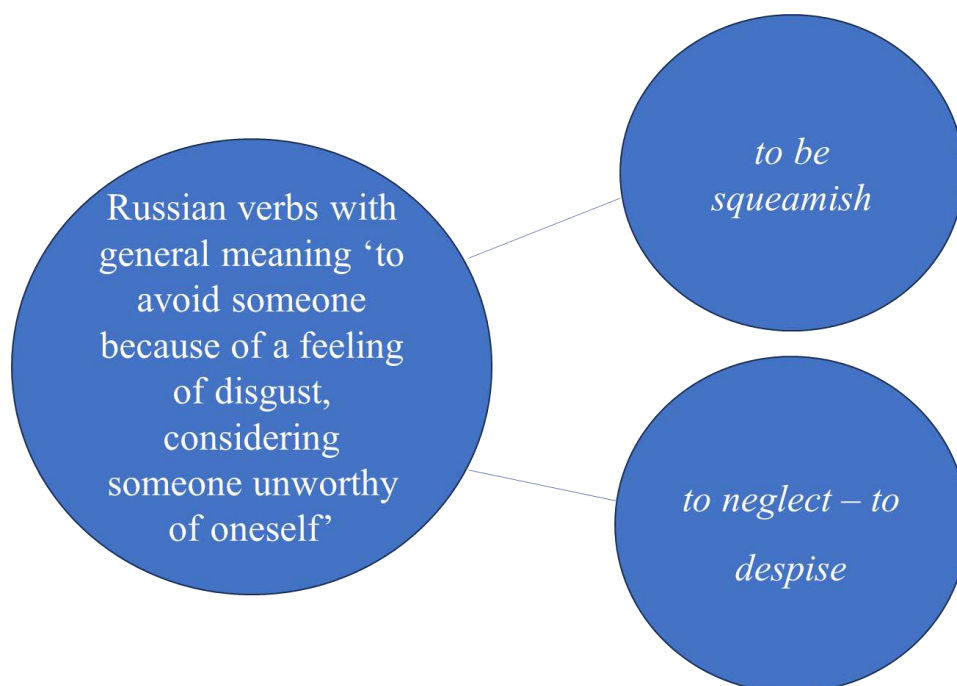 Russian verbs with
general meaning ‘to
avoid someone
because of a feeling
of disgust,
considering
someone unworthy
of oneself’
to be
squeamish
to neglect – to
despise